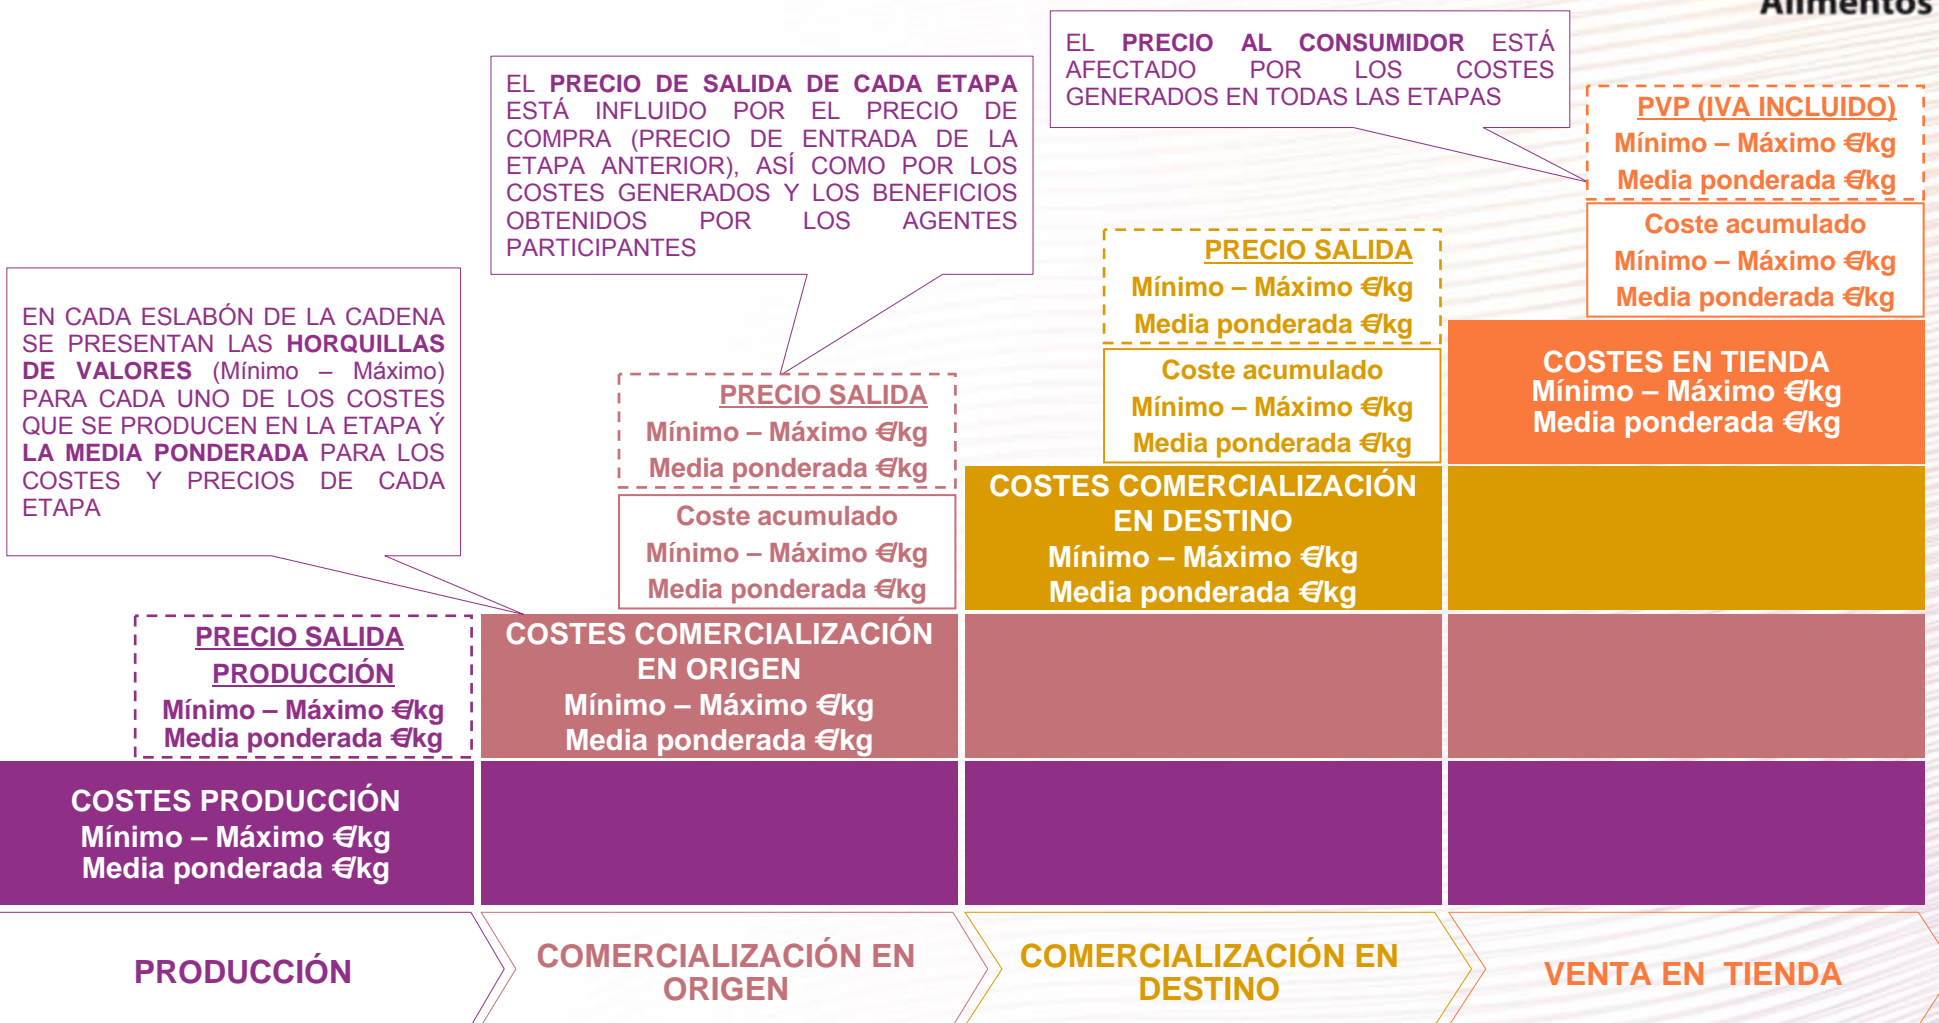 Alimentos
EL PRECIO AL CONSUMIDOR ESTÁ
AFECTADO POR LOS COSTES
GENERADOS EN TODAS LAS ETAPAS
EL PRECIO DE SALIDA DE CADA ETAPA
ESTÁ INFLUIDO POR EL PRECIO DE
COMPRA (PRECIO DE ENTRADA DE LA
ETAPA ANTERIOR), ASÍ COMO POR LOS
COSTES GENERADOS Y LOS BENEFICIOS
OBTENIDOS POR LOS AGENTES
PARTICIPANTES
EN CADA ESLABÓN DE LA CADENA
SE PRESENTAN LAS HORQUILLAS
DE VALORES (Mínimo – Máximo)
PARA CADA UNO DE LOS COSTES
QUE SE PRODUCEN EN LA ETAPA Ý
LA MEDIA PONDERADA PARA LOS
COSTES Y PRECIOS DE CADA
ETAPA
PVP (IVA INCLUIDO)
Mínimo – Máximo €/kg
Media ponderada €/kg
Coste acumulado
Mínimo – Máximo €/kg
Media ponderada €/kg
COSTES EN TIENDA
Mínimo – Máximo €/kg
Media ponderada €/kg
PRECIO SALIDA
Mínimo – Máximo €/kg
Media ponderada €/kg
Coste acumulado
Mínimo – Máximo €/kg
Media ponderada €/kg
COSTES COMERCIALIZACIÓN
EN DESTINO
Mínimo – Máximo €/kg
Media ponderada €/kg
PRECIO SALIDA
Mínimo – Máximo €/kg
Media ponderada €/kg
Coste acumulado
Mínimo – Máximo €/kg
Media ponderada €/kg
COSTES COMERCIALIZACIÓN
EN ORIGEN
Mínimo – Máximo €/kg
Media ponderada €/kg
PRECIO SALIDA
PRODUCCIÓN
Mínimo – Máximo €/kg
Media ponderada €/kg
COSTES PRODUCCIÓN
Mínimo – Máximo €/kg
Media ponderada €/kg
PRODUCCIÓN
COMERCIALIZACIÓN EN
ORIGEN
COMERCIALIZACIÓN EN
DESTINO
VENTA EN TIENDA